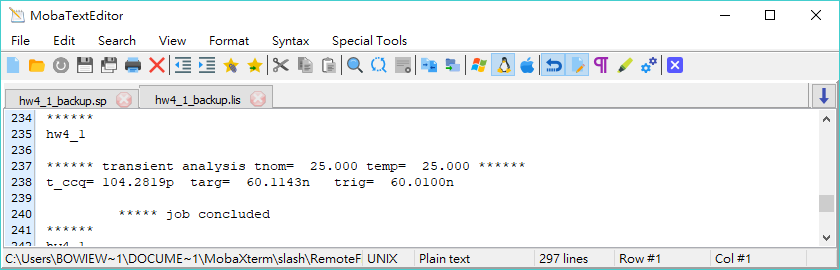 MobaTextEditor
File Edit Search View Format Syntax Special Tools
hw4_1_backup.sp hw4_1_backup.lis
234 ******
235 hw4_1
236
237 ****** transient analysis tnom= 25.000 temp= 25.000 ******
238 t_ccq= 104.2819p targ= 60.1143n trig= 60.0100n
239
240 ***** job concluded
241 ******
242 hw4_1
C:\Users\BOWIEW~1\DOCUME~1\MobaXterm\slash\RemoteF UNIX Plain text 297 lines Row #1 Col #1